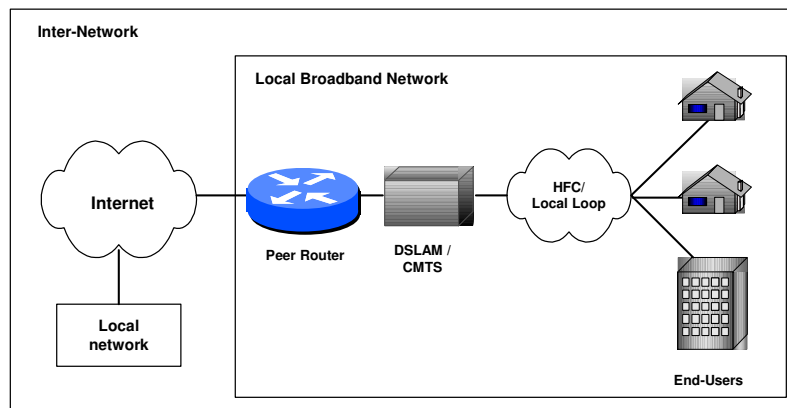 Inter-Network
Local Broadband Network
Internet
Peer Router
DSLAM /
CMTS
HFC/
Local Loop
Local
network
End-Users